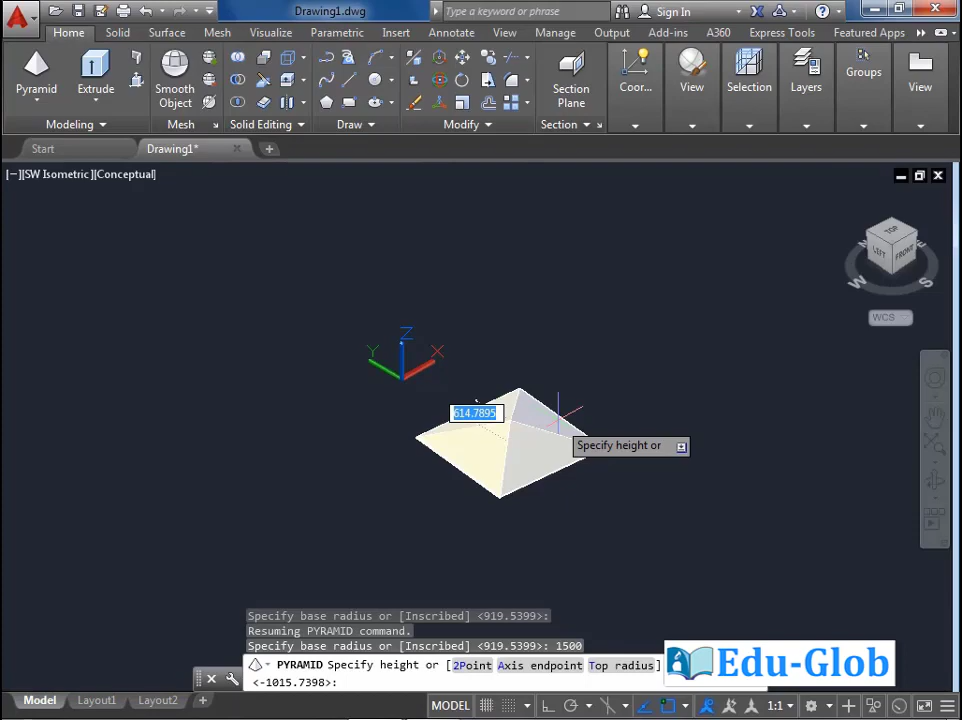 Drawing1.dwg
Type a keyword or phrase
Sign In
Home Solid Surface Mesh Visualize Parametric Insert Annotate View Manage Output Add-ins A360 Express Tools Featured Apps
Pyramid Extrude Smooth Object Section Plane Coor... View Selection Layers Groups View
Modeling Mesh Solid Editing Draw Modify Section
Start Drawing1*
[−][SW Isometric][Conceptual]
TOP
LEFT FRONT
N E
W S
WCS
Z
Y X
614.7895
Specify height or
Specify base radius or [Inscribed] <919.5399>:
Resuming PYRAMID command.
Specify base radius or [Inscribed] <919.5399>: 1500
PYRAMID Specify height or [2Point Axis endpoint Top radius]
<-1015.7398>:
Edu-Glob
Model Layout1 Layout2 +
MODEL 1:1